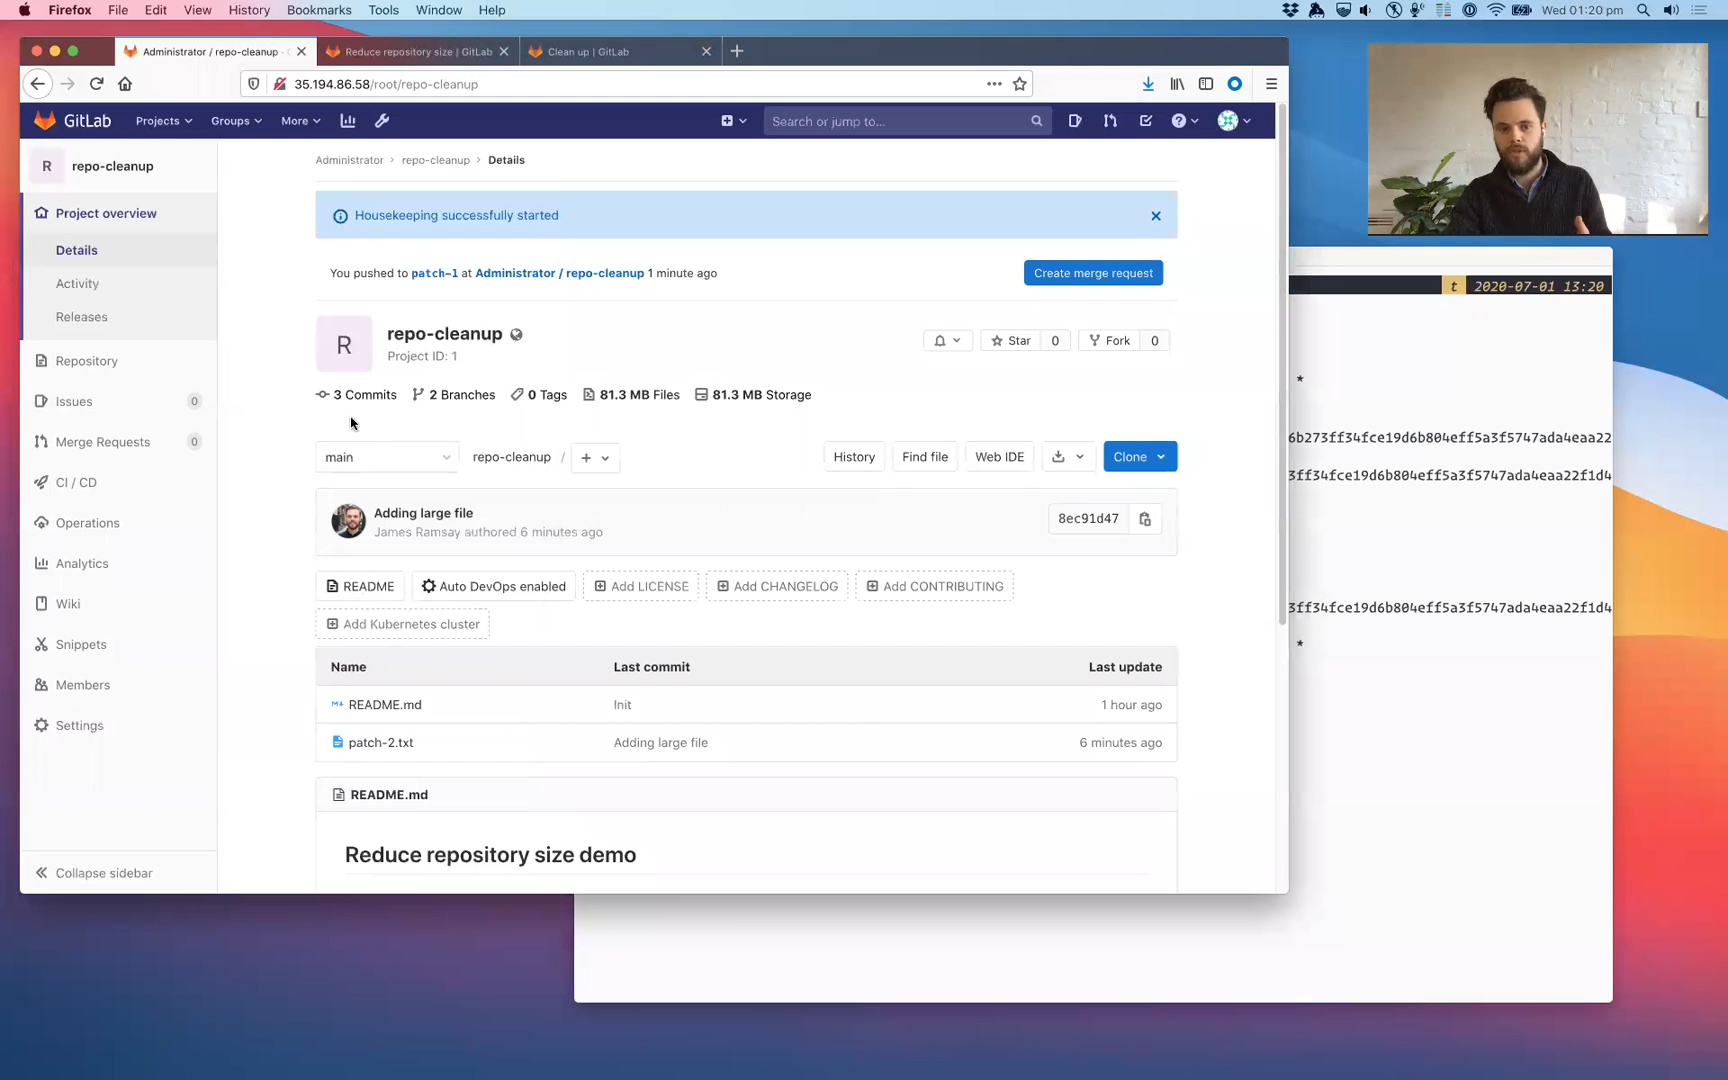 Firefox File Edit View History Bookmarks Tools Window Help
Wed 01:20 pm
Administrator / repo-cleanup ·
Reduce repository size | GitLab
Clean up | GitLab
35.194.86.58/root/repo-cleanup
GitLab Projects Groups More
Search or jump to...
R repo-cleanup
Project overview
Details
Activity
Releases
Repository
Issues 0
Merge Requests 0
CI / CD
Operations
Analytics
Wiki
Snippets
Members
Settings
Collapse sidebar
Administrator > repo-cleanup > Details
Housekeeping successfully started
You pushed to patch-1 at Administrator / repo-cleanup 1 minute ago
Create merge request
R
repo-cleanup
Project ID: 1
Star 0
Fork 0
3 Commits 2 Branches 0 Tags 81.3 MB Files 81.3 MB Storage
main
repo-cleanup / +
History
Find file
Web IDE
Clone
Adding large file
James Ramsay authored 6 minutes ago
8ec91d47
README
Auto DevOps enabled
Add LICENSE
Add CHANGELOG
Add CONTRIBUTING
Add Kubernetes cluster
Name Last commit Last update
README.md Init 1 hour ago
patch-2.txt Adding large file 6 minutes ago
README.md
Reduce repository size demo
t 2020-07-01 13:20
*
6b273ff34fce19d6b804eff5a3f5747ada4eaa22
3ff34fce19d6b804eff5a3f5747ada4eaa22f1d4
3ff34fce19d6b804eff5a3f5747ada4eaa22f1d4
*